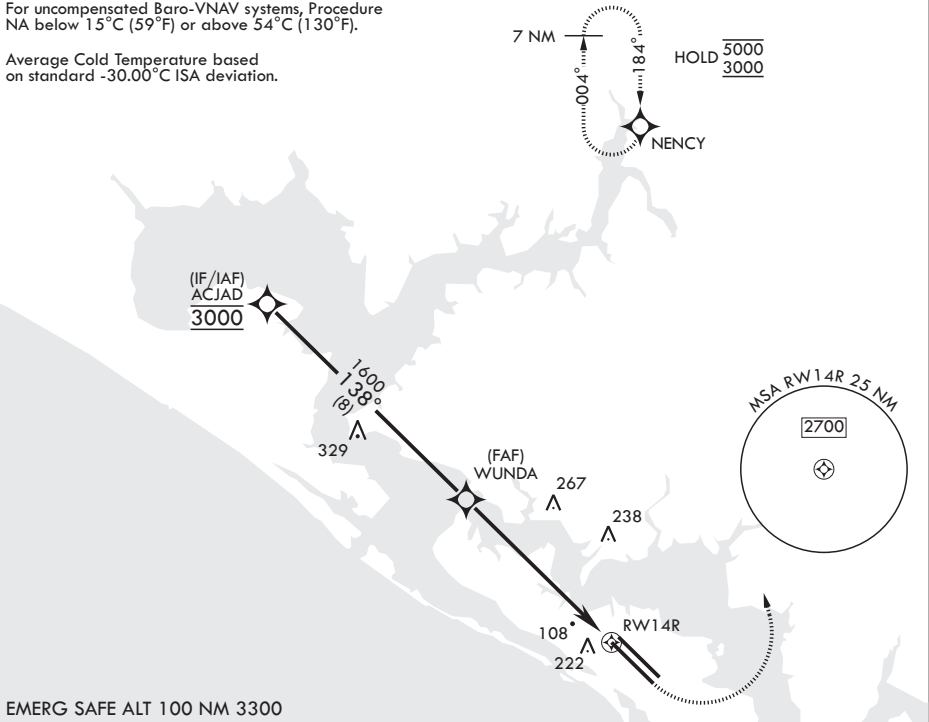 For uncompensated Baro-VNAV systems, Procedure
NA below 15°C (59°F) or above 54°C (130°F).
Average Cold Temperature based
on standard -30.00°C ISA deviation.
7 NM
004°
184°
HOLD 5000
3000
NENCY
(IF/IAF)
ACJAD
3000
1600
138°
(8)
329
(FAF)
WUNDA
267
238
MSA RW14R 25 NM
2700
108
222
RW14R
EMERG SAFE ALT 100 NM 3300